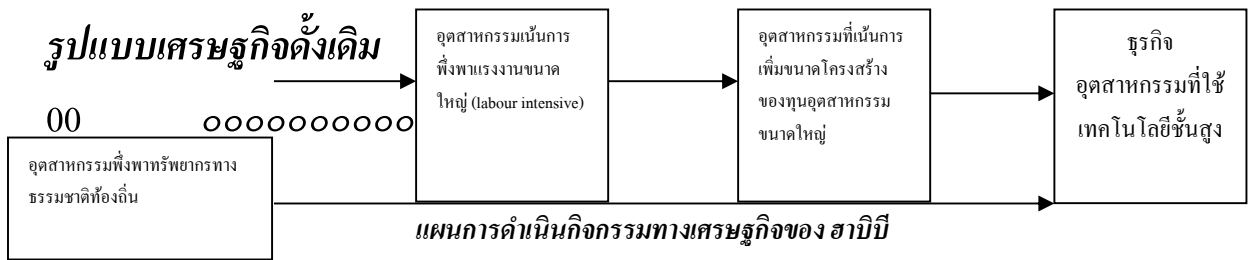 รูปแบบเศรษฐกิจดั้งเดิม
00 oooooooooo
อุตสาหกรรมพึ่งพาทรัพยากรทาง
ธรรมชาติท้องถิ่น
อุตสาหกรรมเน้นการ
พึ่งพาแรงงานขนาด
ใหญ่ (labour intensive)
อุตสาหกรรมที่เน้นการ
เพิ่มขนาดโครงสร้าง
ของทุนอุตสาหกรรม
ขนาดใหญ่
ธุรกิจ
อุตสาหกรรมที่ใช้
เทคโนโลยีชั้นสูง
แผนการดำเนินกิจกรรมทางเศรษฐกิจของ ฮาบิบี